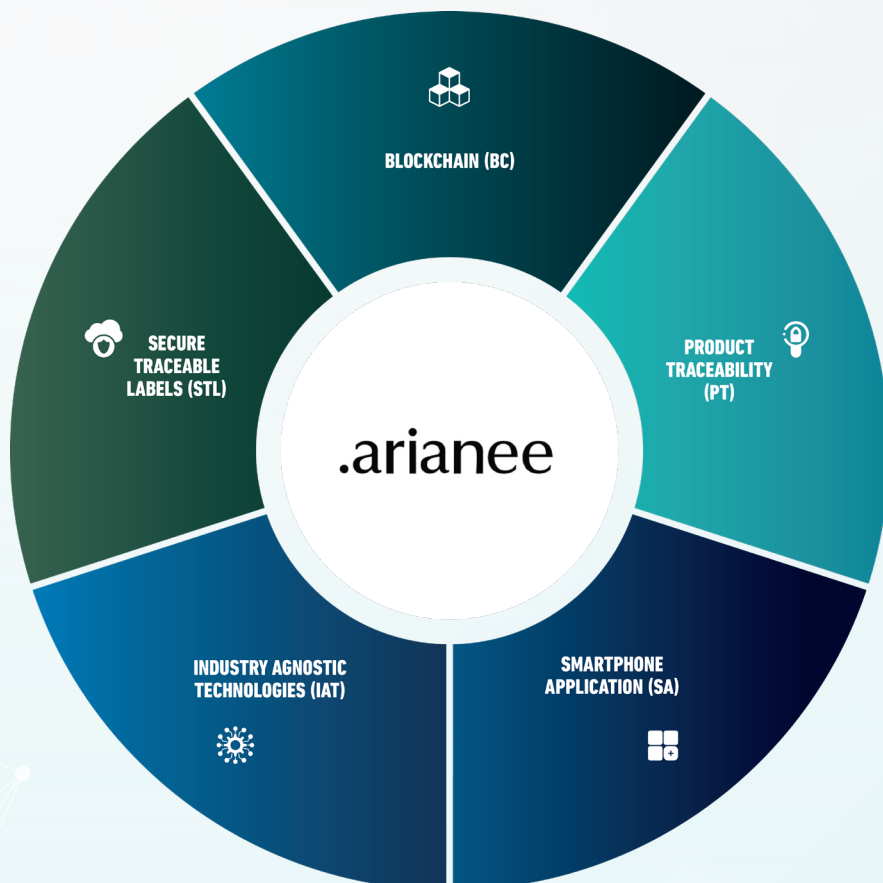 BLOCKCHAIN (BC)
SECURE
TRACEABLE
LABELS (STL)
PRODUCT
TRACEABILITY
(PT)
.arianee
INDUSTRY AGNOSTIC
TECHNOLOGIES (IAT)
SMARTPHONE
APPLICATION (SA)